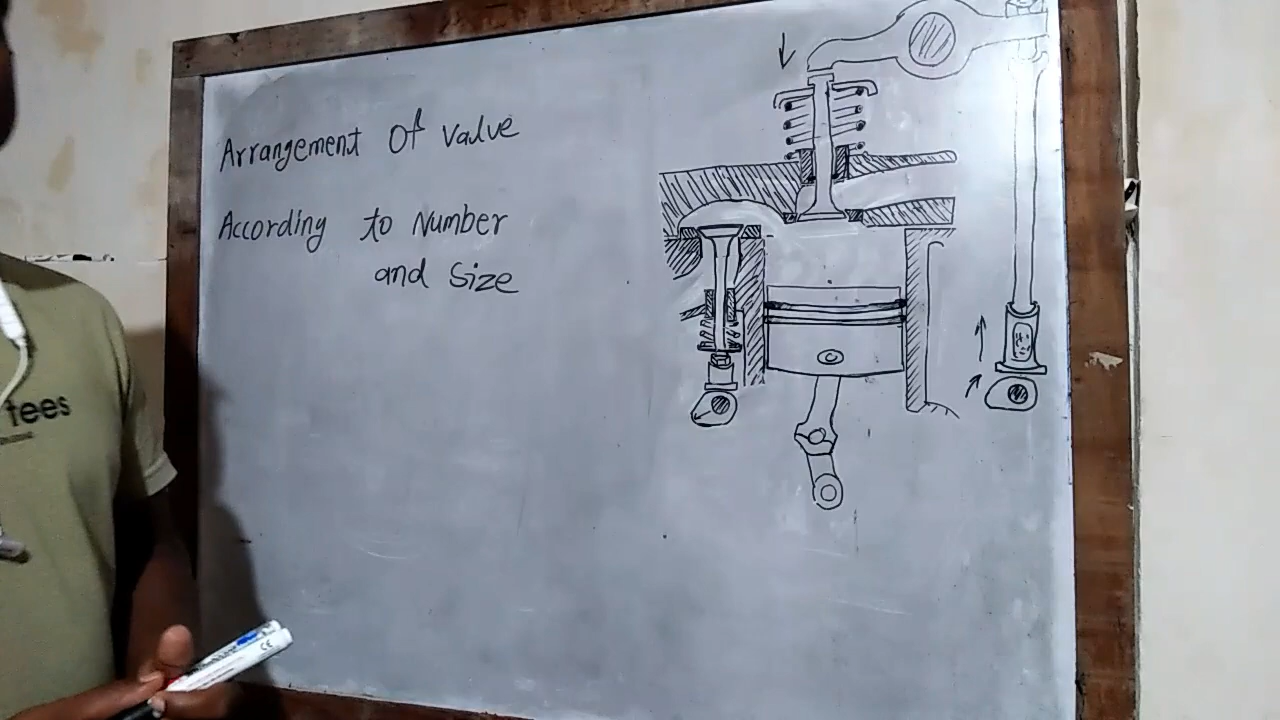 Arrangement Of Valve
According to Number
and Size
tees